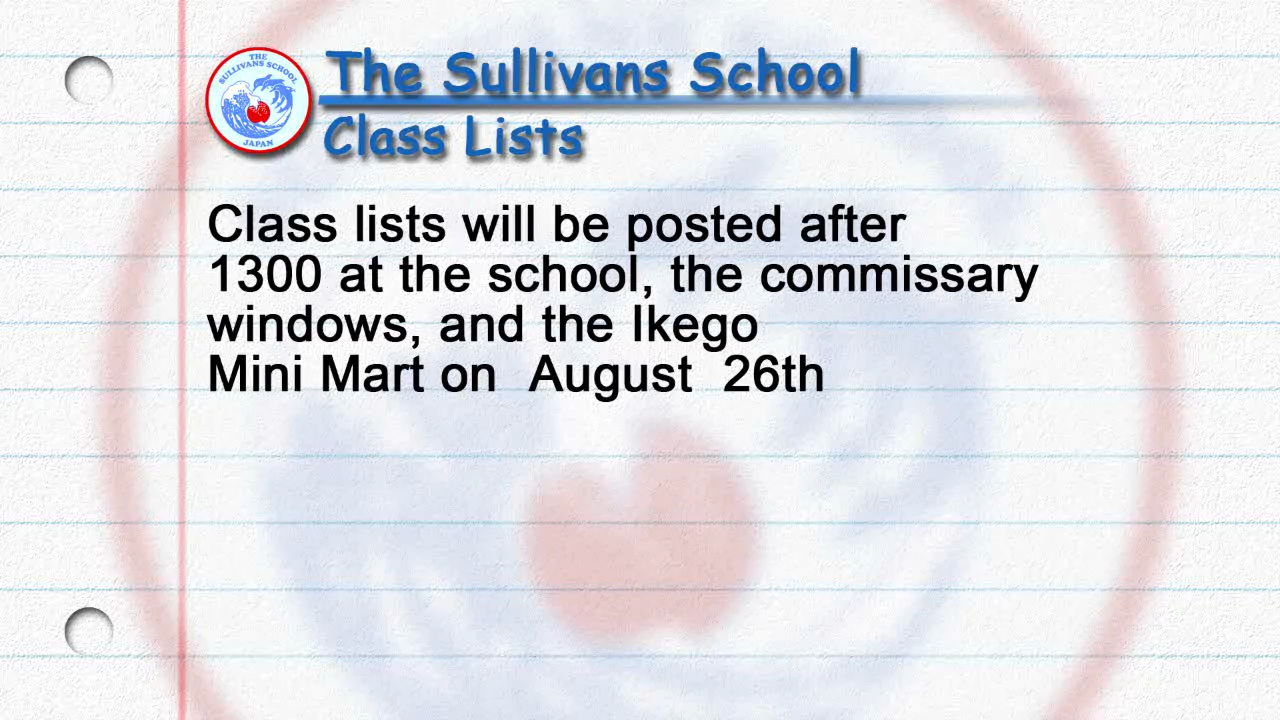 THE
SULLIVANS SCHOOL
JAPAN
The Sullivans School
Class Lists
Class lists will be posted after
1300 at the school, the commissary
windows, and the Ikego
Mini Mart on August 26th